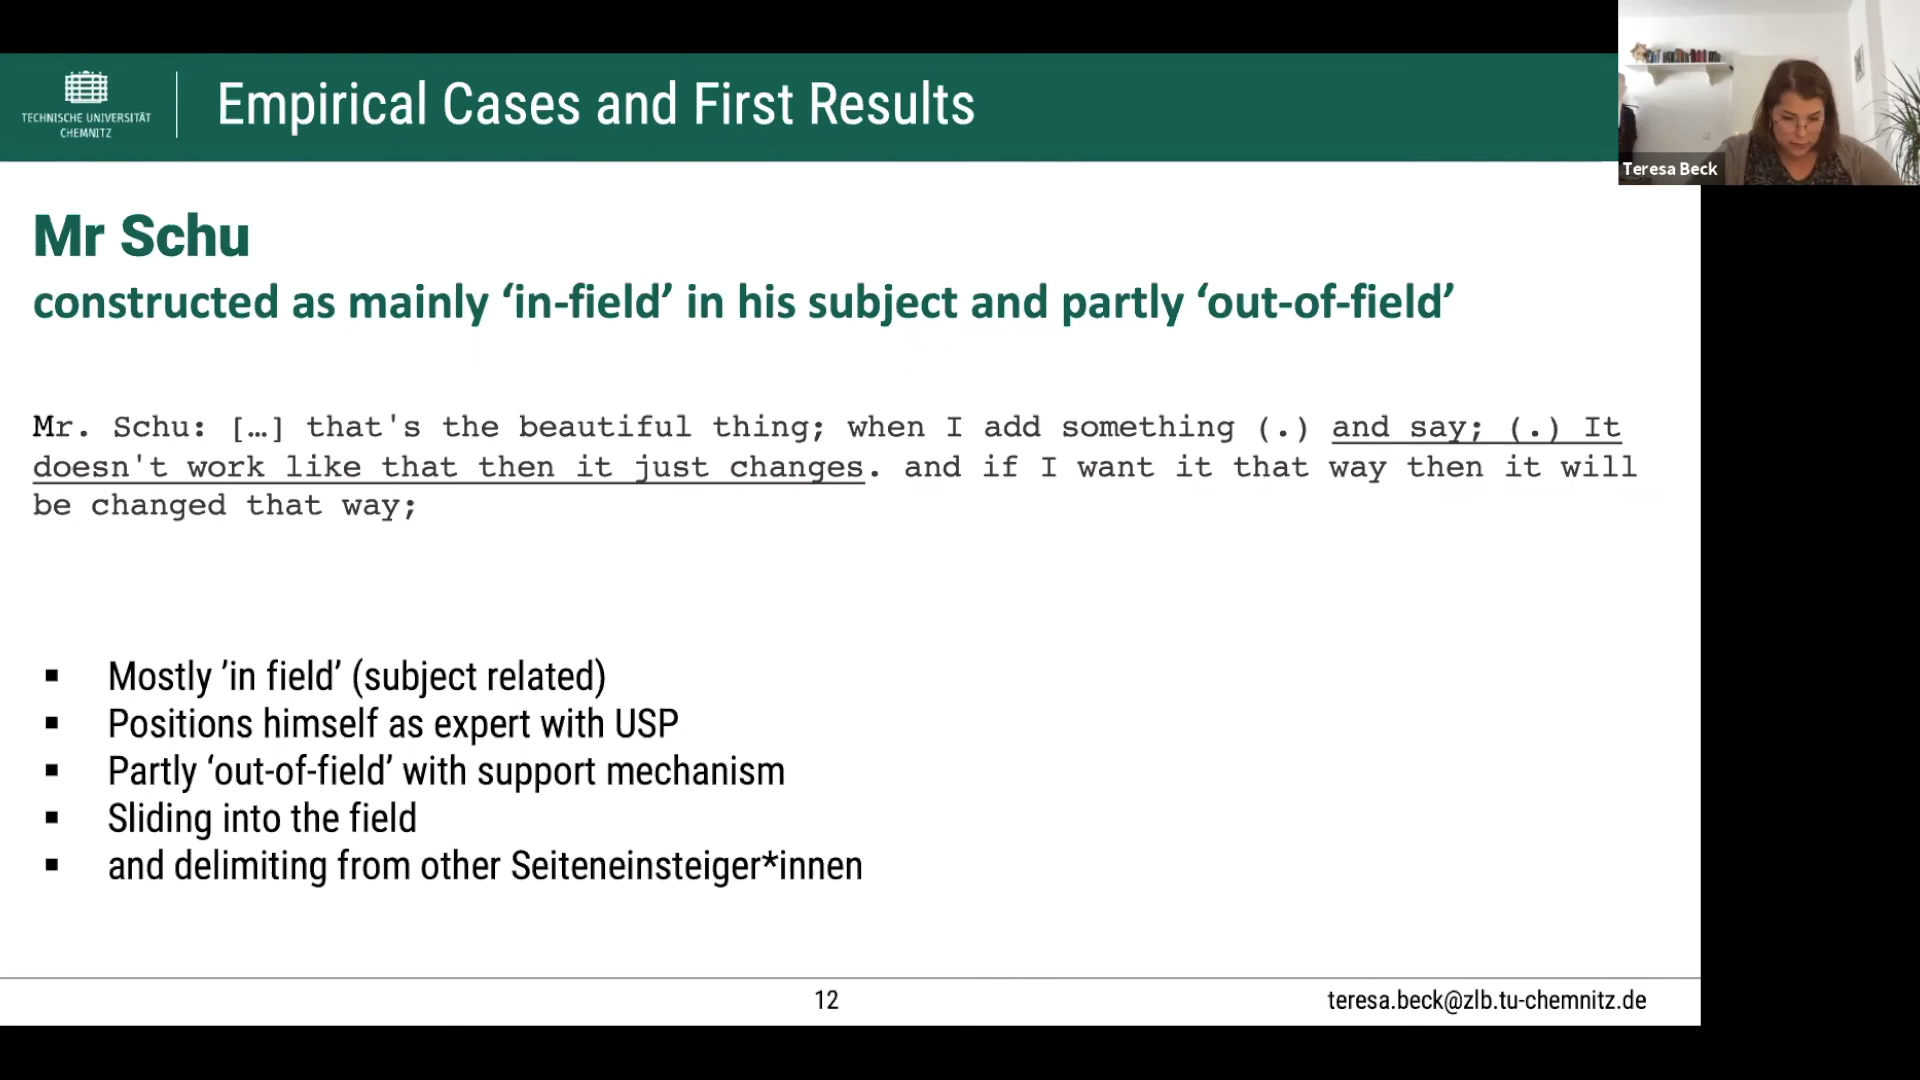 TECHNISCHE UNIVERSITÄT
CHEMNITZ
Empirical Cases and First Results
Teresa Beck
Mr Schu
constructed as mainly ‘in-field’ in his subject and partly ‘out-of-field’
Mr. Schu: […] that's the beautiful thing; when I add something (.) and say; (.) It
doesn't work like that then it just changes. and if I want it that way then it will
be changed that way;
▪ Mostly ’in field’ (subject related)
▪ Positions himself as expert with USP
▪ Partly ‘out-of-field’ with support mechanism
▪ Sliding into the field
▪ and delimiting from other Seiteneinsteiger*innen
12
teresa.beck@zlb.tu-chemnitz.de